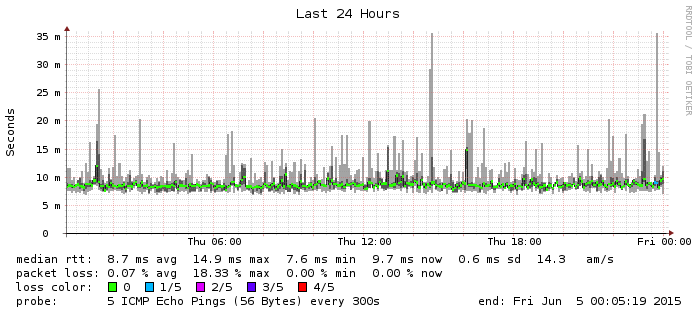 Last 24 Hours
RRDTOOL / TOBI OETIKER
Seconds
35 m
30 m
25 m
20 m
15 m
10 m
5 m
0
Thu 06:00 Thu 12:00 Thu 18:00 Fri 00:00
median rtt: 8.7 ms avg 14.9 ms max 7.6 ms min 9.7 ms now 0.6 ms sd 14.3 am/s
packet loss: 0.07 % avg 18.33 % max 0.00 % min 0.00 % now
loss color: 0 1/5 2/5 3/5 4/5
probe: 5 ICMP Echo Pings (56 Bytes) every 300s end: Fri Jun 5 00:05:19 2015